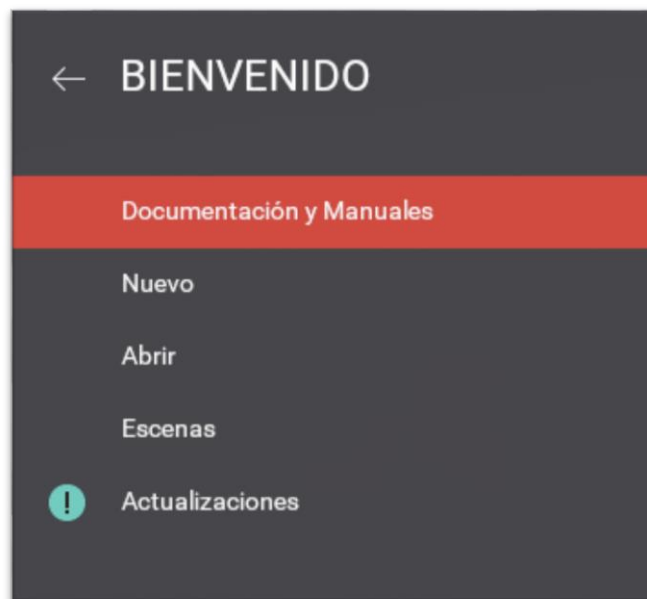 BIENVENIDO
Documentación y Manuales
Nuevo
Abrir
Escenas
! Actualizaciones